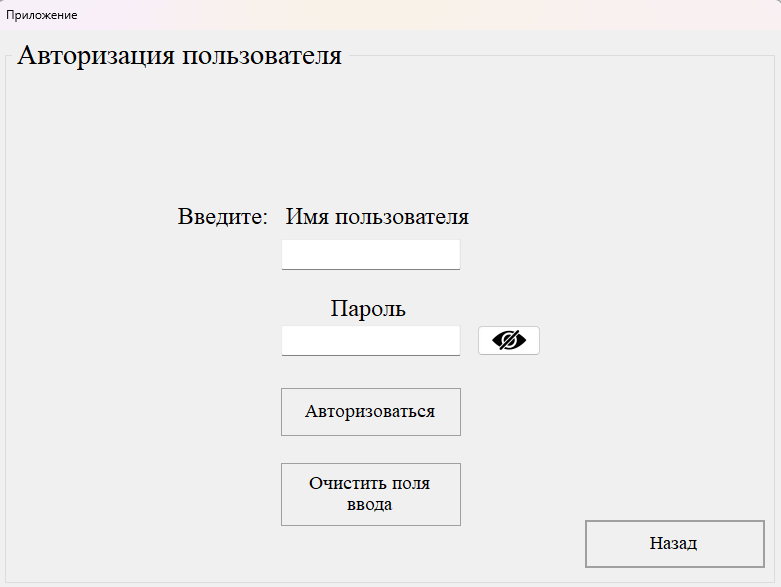 Приложение
Авторизация пользователя
Введите: Имя пользователя
Пароль
Авторизоваться
Очистить поля
ввода
Назад